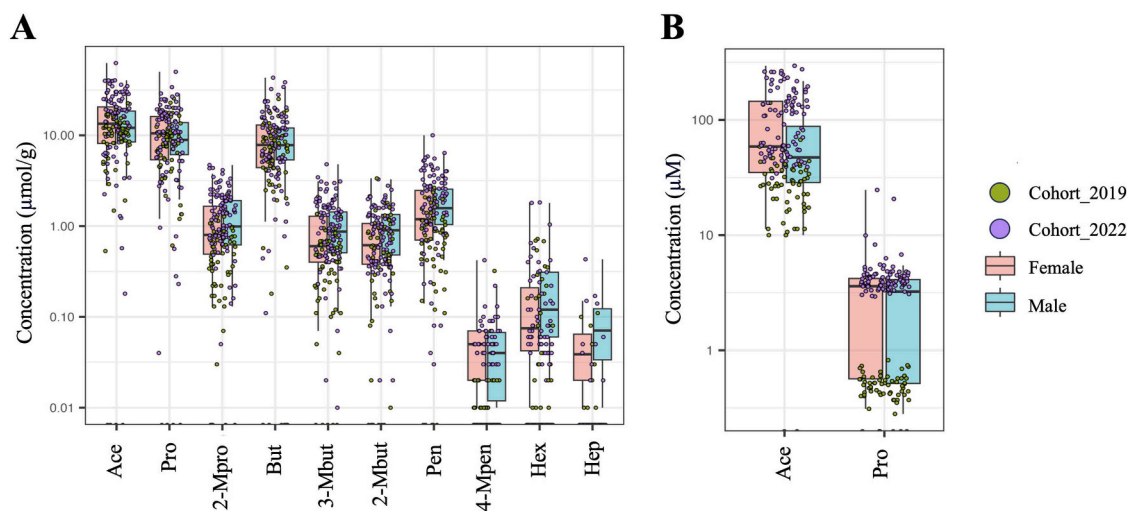 A
B
Concentration (μmol/g)
10.00
1.00
0.10
0.01
Ace
Pro
2-Mpro
But
3-Mbut
2-Mbut
Pen
4-Mpen
Hex
Hep
Concentration (μM)
100
10
1
Ace
Pro
Cohort_2019
Cohort_2022
Female
Male